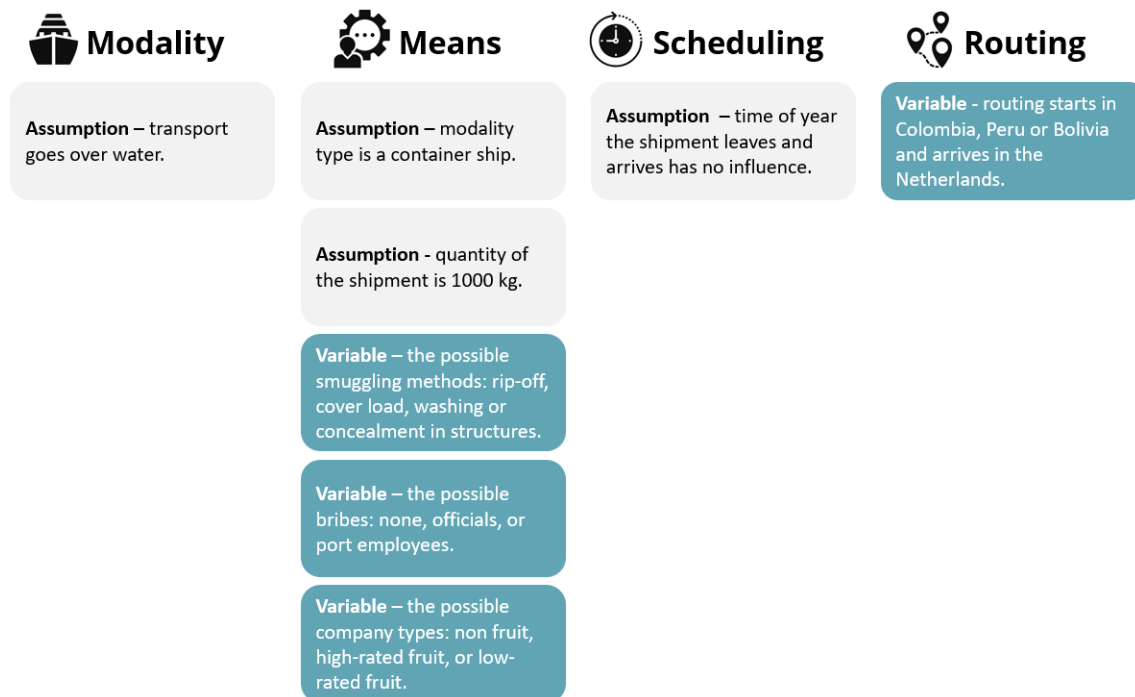 Modality
Means
Scheduling
Routing
Assumption – transport
goes over water.
Assumption – modality
type is a container ship.
Assumption - quantity of
the shipment is 1000 kg.
Variable – the possible
smuggling methods: rip-off,
cover load, washing or
concealment in structures.
Variable – the possible
bribes: none, officials, or
port employees.
Variable – the possible
company types: non fruit,
high-rated fruit, or low-
rated fruit.
Assumption – time of year
the shipment leaves and
arrives has no influence.
Variable - routing starts in
Colombia, Peru or Bolivia
and arrives in the
Netherlands.